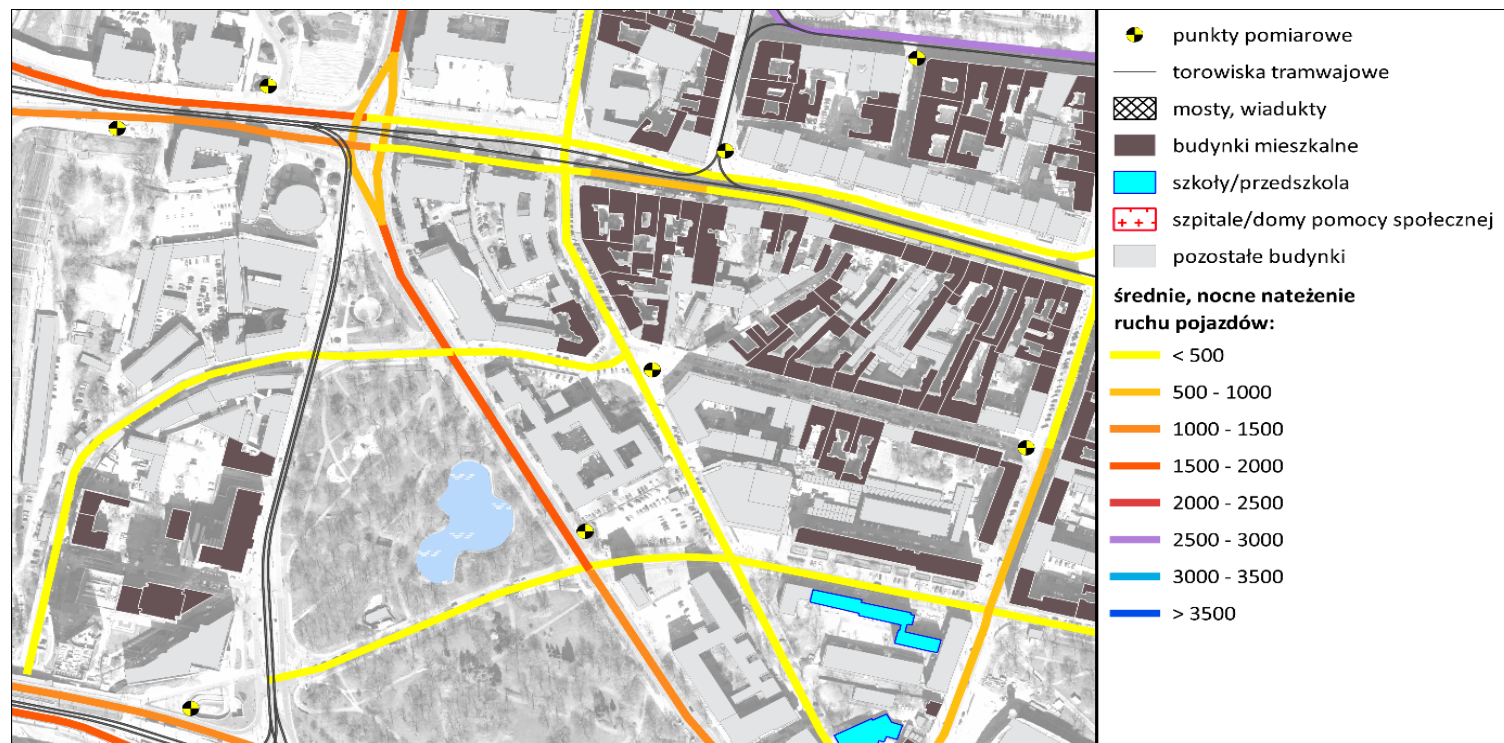 punkty pomiarowe
torowiska tramwajowe
mosty, wiadukty
budynki mieszkalne
szkoły/przedszkola
szpitale/domy pomocy społecznej
pozostałe budynki
średnie, nocne nateżenie
ruchu pojazdów:
< 500
500 - 1000
1000 - 1500
1500 - 2000
2000 - 2500
2500 - 3000
3000 - 3500
> 3500